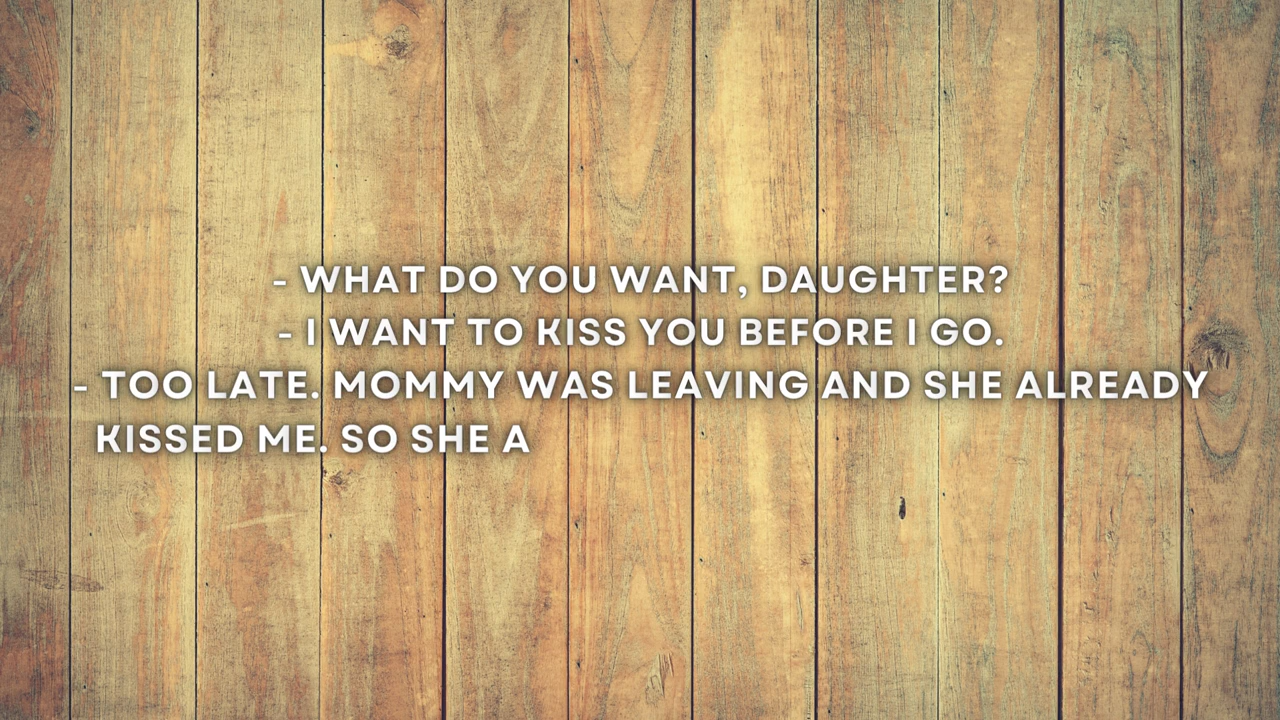 - WHAT DO YOU WANT, DAUGHTER?
- I WANT TO KISS YOU BEFORE I GO.
- TOO LATE. MOMMY WAS LEAVING AND SHE ALREADY
KISSED ME. SO SHE A